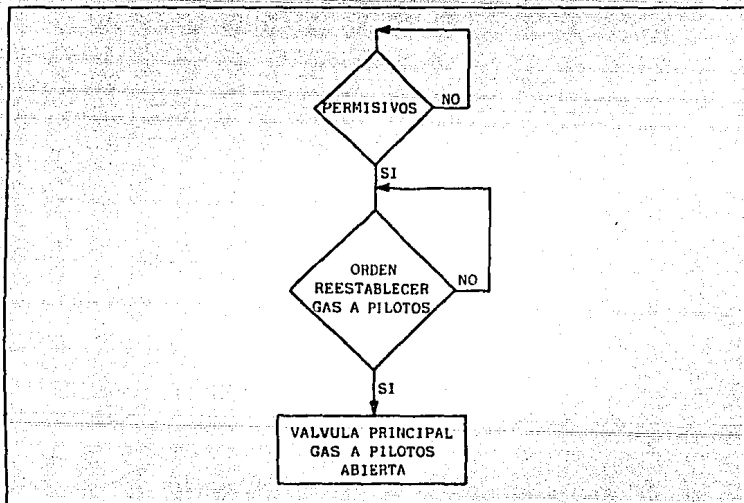 PERMISIVOS
NO
SI
ORDEN
REESTABLECER
GAS A PILOTOS
NO
SI
VALVULA PRINCIPAL
GAS A PILOTOS
ABIERTA